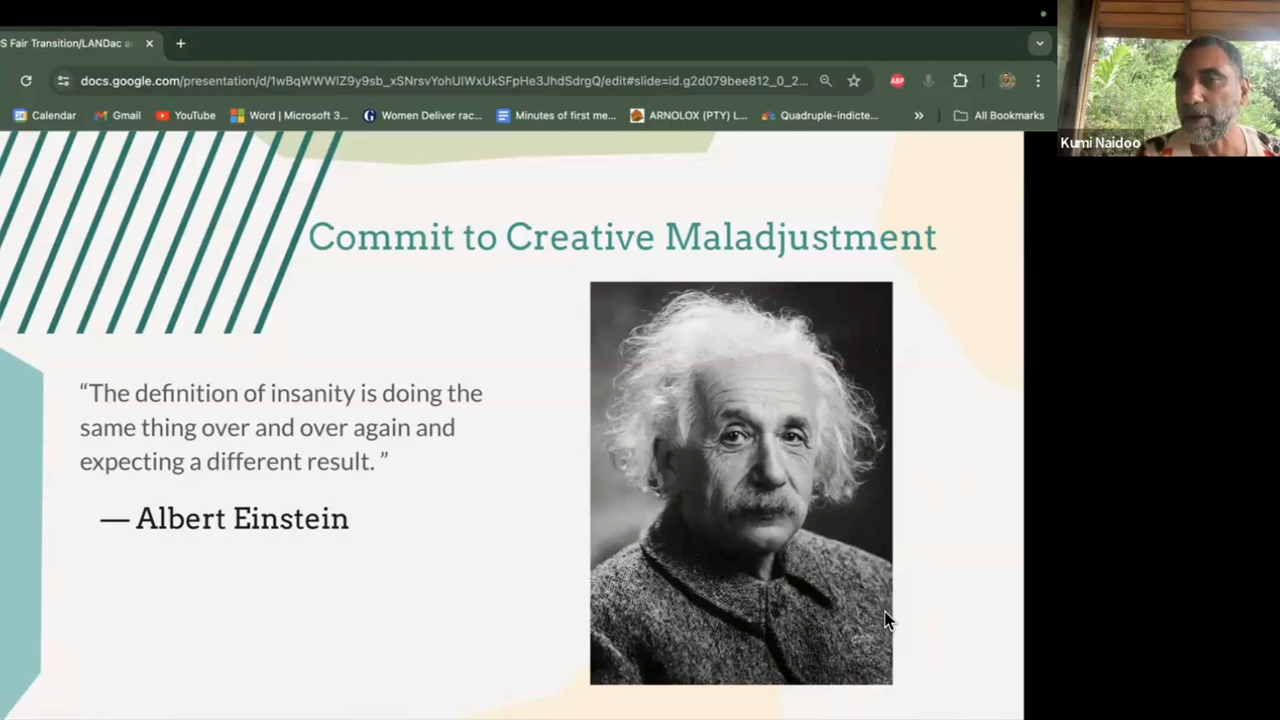 S Fair Transition/LANDac a
docs.google.com/presentation/d/1wBqWWWIZ9y9sb_xSNrsvYohUlWxUkSFpHe3JhdSdrgQ/edit#slide=id.g2d079bee812_0_2...
Calendar Gmail YouTube Word | Microsoft 3... Women Deliver rac... Minutes of first me... ARNOLOX (PTY) L... Quadruple-indicte... » All Bookmarks
Kumi Naidoo
Commit to Creative Maladjustment
“The definition of insanity is doing the
same thing over and over again and
expecting a different result. ”
— Albert Einstein